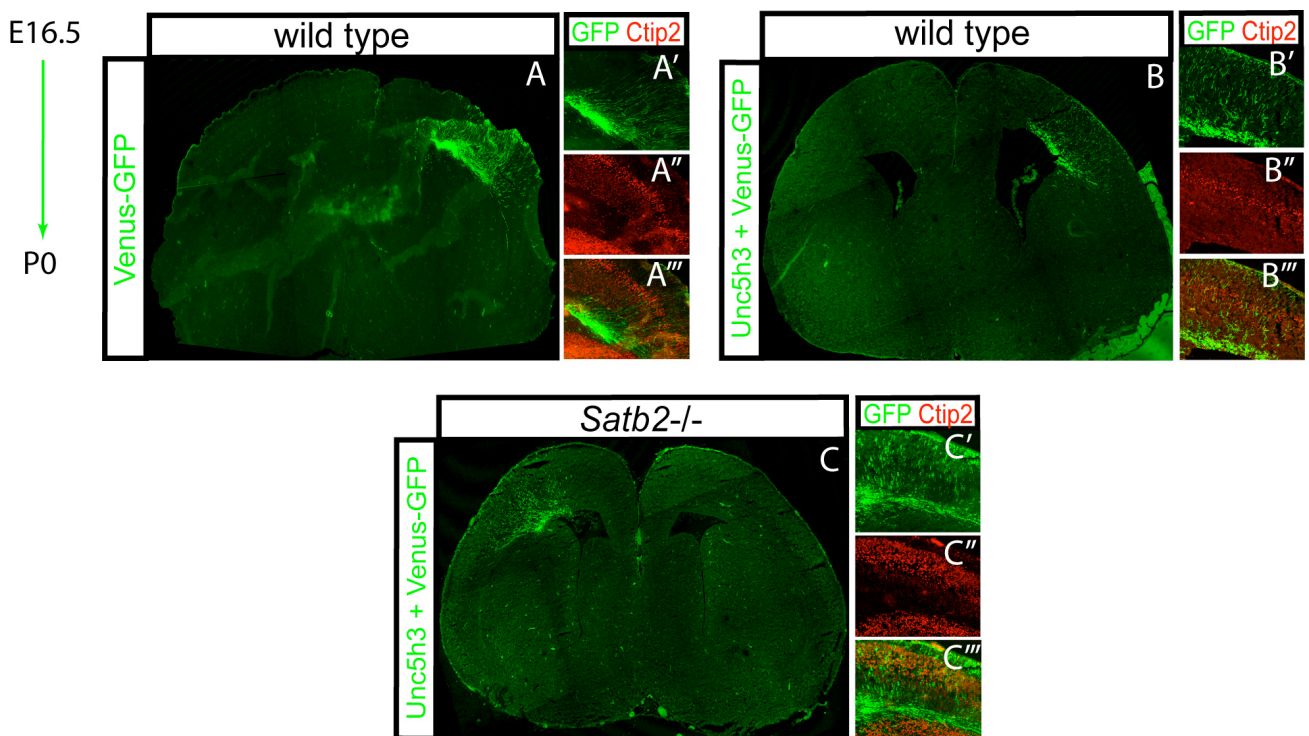 E16.5
P0
wild type
Venus-GFP
A
GFP Ctip2
A'
A''
A'''
wild type
Unc5h3 + Venus-GFP
B
GFP Ctip2
B'
B''
B'''
Satb2-/-
Unc5h3 + Venus-GFP
C
GFP Ctip2
C'
C''
C'''